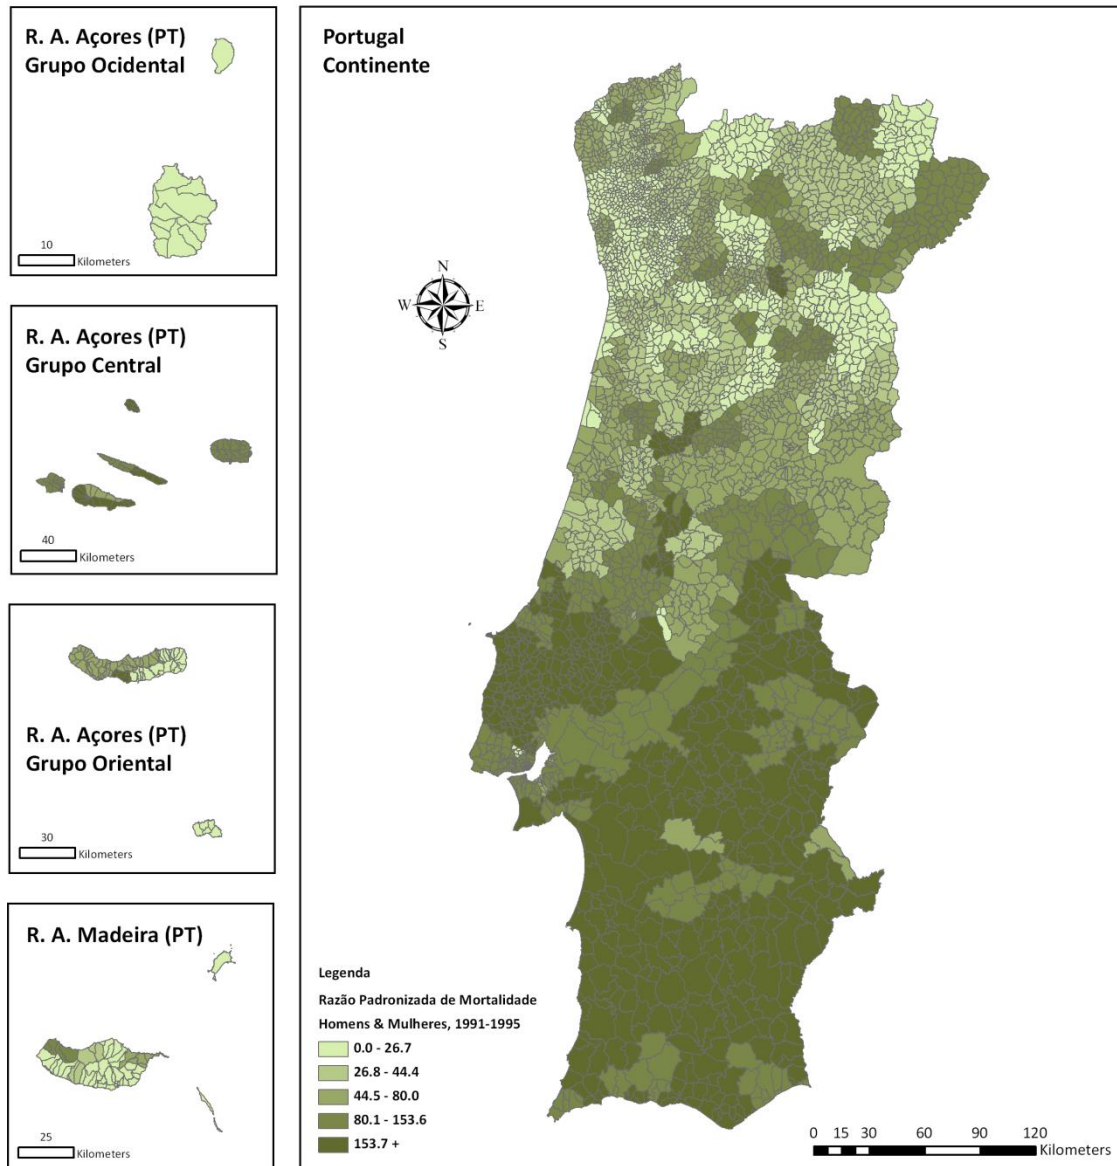 R. A. Açores (PT)
Grupo Ocidental
10
Kilometers
R. A. Açores (PT)
Grupo Central
40
Kilometers
R. A. Açores (PT)
Grupo Oriental
30
Kilometers
R. A. Madeira (PT)
25
Kilometers
Portugal
Continente
N
W E
S
Legenda
Razão Padronizada de Mortalidade
Homens & Mulheres, 1991-1995
0.0 - 26.7
26.8 - 44.4
44.5 - 80.0
80.1 - 153.6
153.7 +
0 15 30 60 90 120
Kilometers